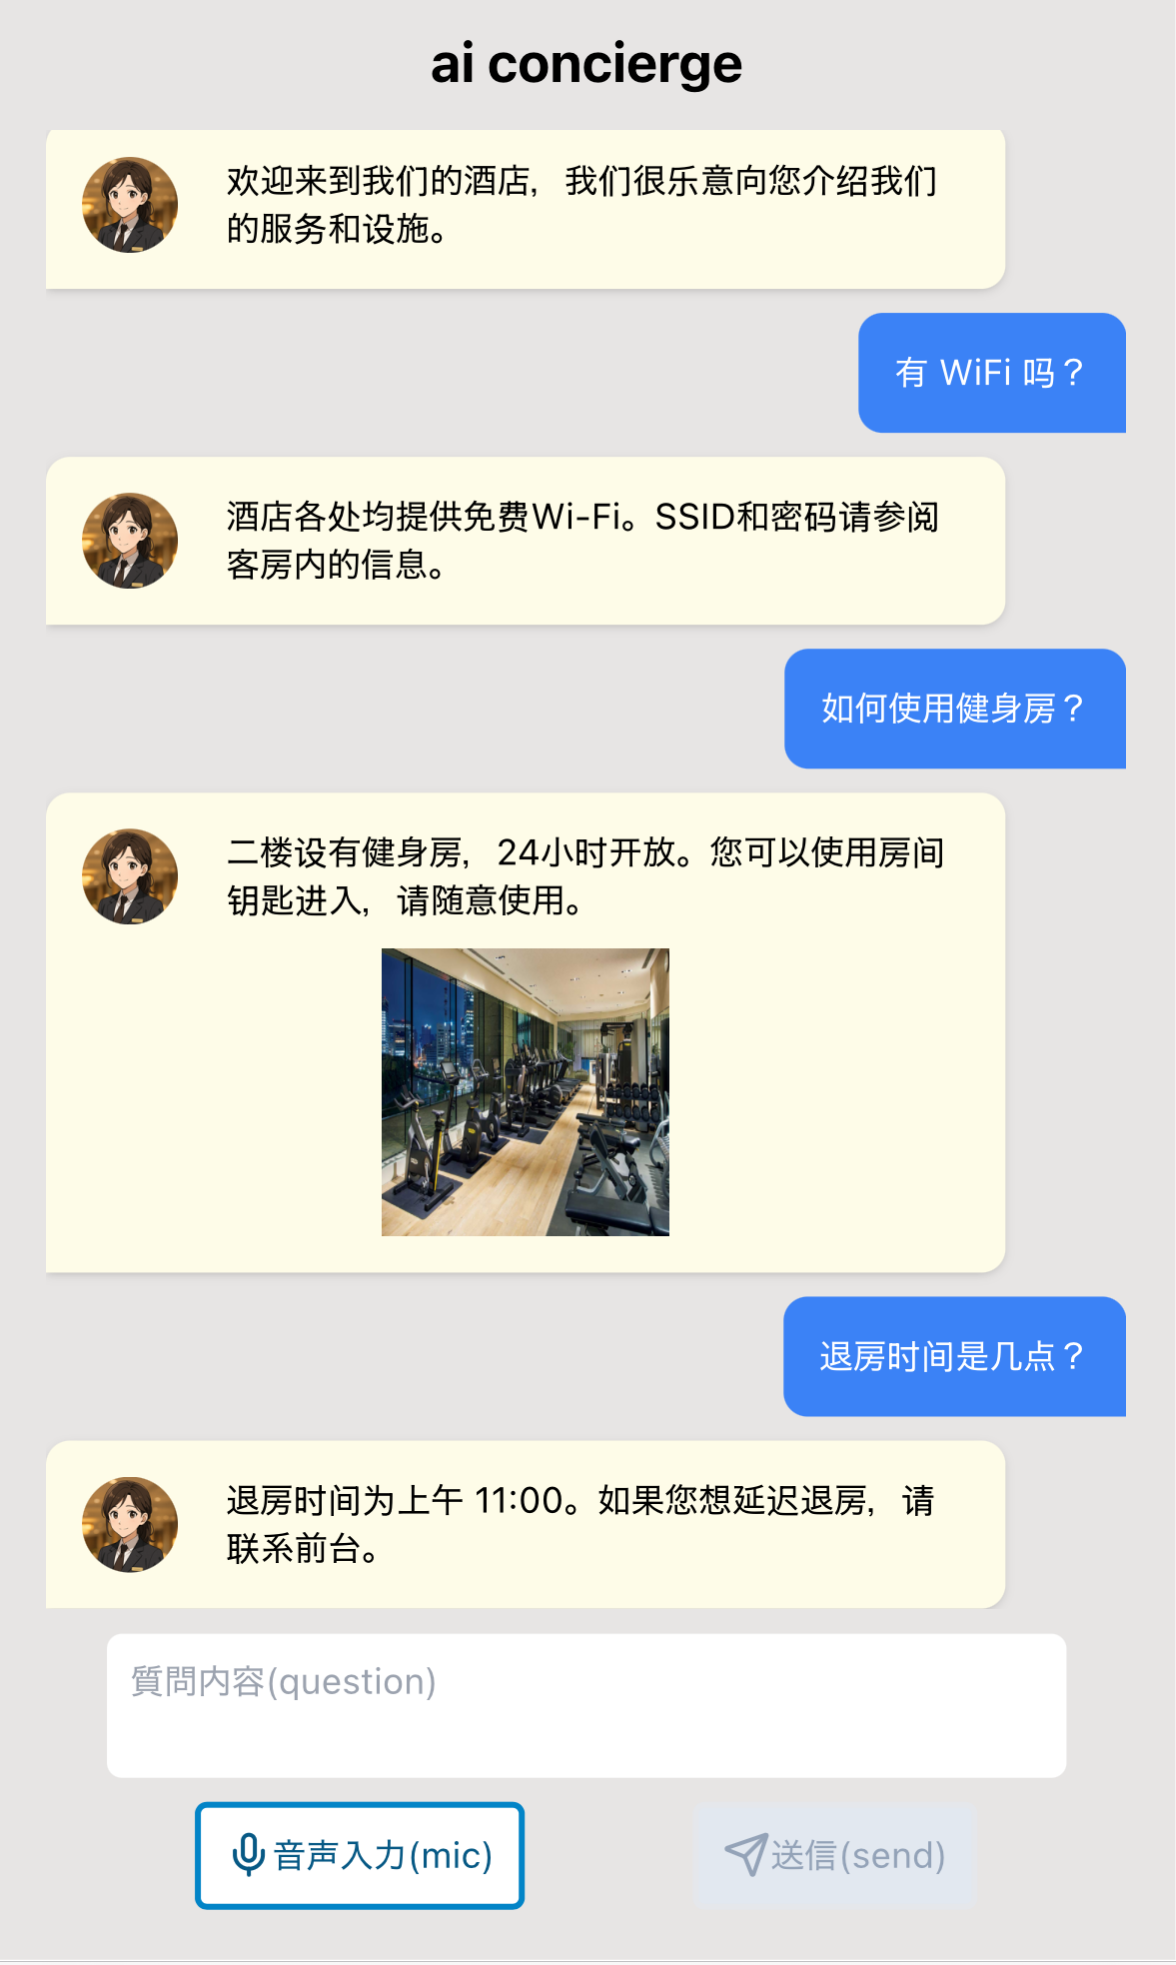 ai concierge
欢迎来到我们的酒店，我们很乐意向您介绍我们
的服务和设施。
有 WiFi 吗？
酒店各处均提供免费Wi-Fi。SSID和密码请参阅
客房内的信息。
如何使用健身房？
二楼设有健身房，24小时开放。您可以使用房间
钥匙进入，请随意使用。
退房时间是几点？
退房时间为上午 11:00。如果您想延迟退房，请
联系前台。
質問内容(question)
音声入力(mic)
送信(send)